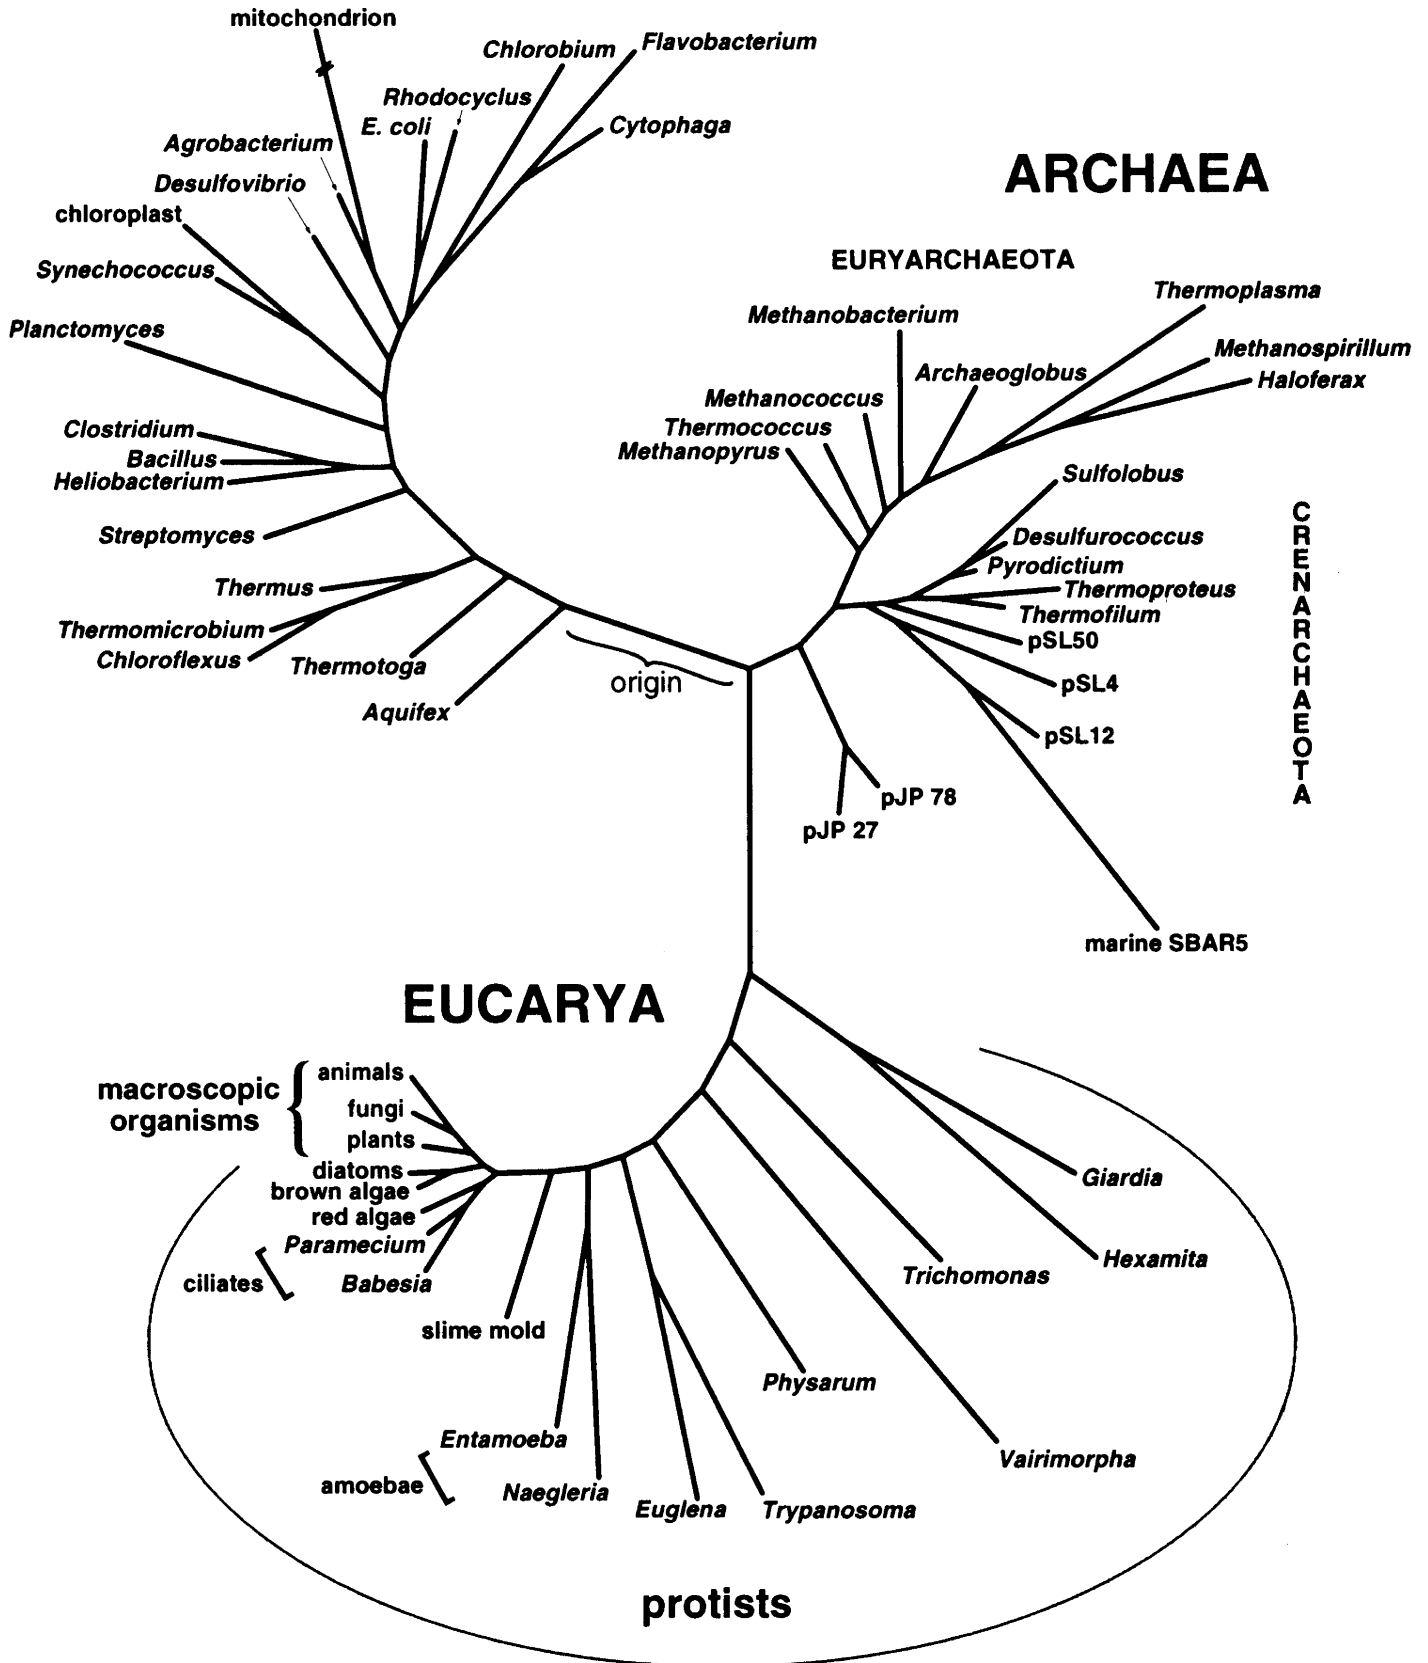 mitochondrion
Chlorobium
Flavobacterium
Rhodocyclus
E. coli
Cytophaga
Agrobacterium
Desulfovibrio
chloroplast
Synechococcus
Planctomyces
Clostridium
Bacillus
Heliobacterium
Streptomyces
Thermus
Thermomicrobium
Chloroflexus
Thermotoga
Aquifex
origin
ARCHAEA
EURYARCHAEOTA
Thermoplasma
Methanobacterium
Methanospirillum
Archaeoglobus
Haloferax
Methanococcus
Thermococcus
Methanopyrus
Sulfolobus
Desulfurococcus
Pyrodictium
Thermoproteus
Thermofilum
pSL50
pSL4
pSL12
CRENARCHAEOTA
pJP 78
pJP 27
marine SBAR5
EUCARYA
macroscopic
organisms
animals
fungi
plants
diatoms
brown algae
red algae
Paramecium
ciliates
Babesia
slime mold
Entamoeba
amoebae
Naegleria
Euglena
Trypanosoma
Physarum
Vairimorpha
Trichomonas
Hexamita
Giardia
protists